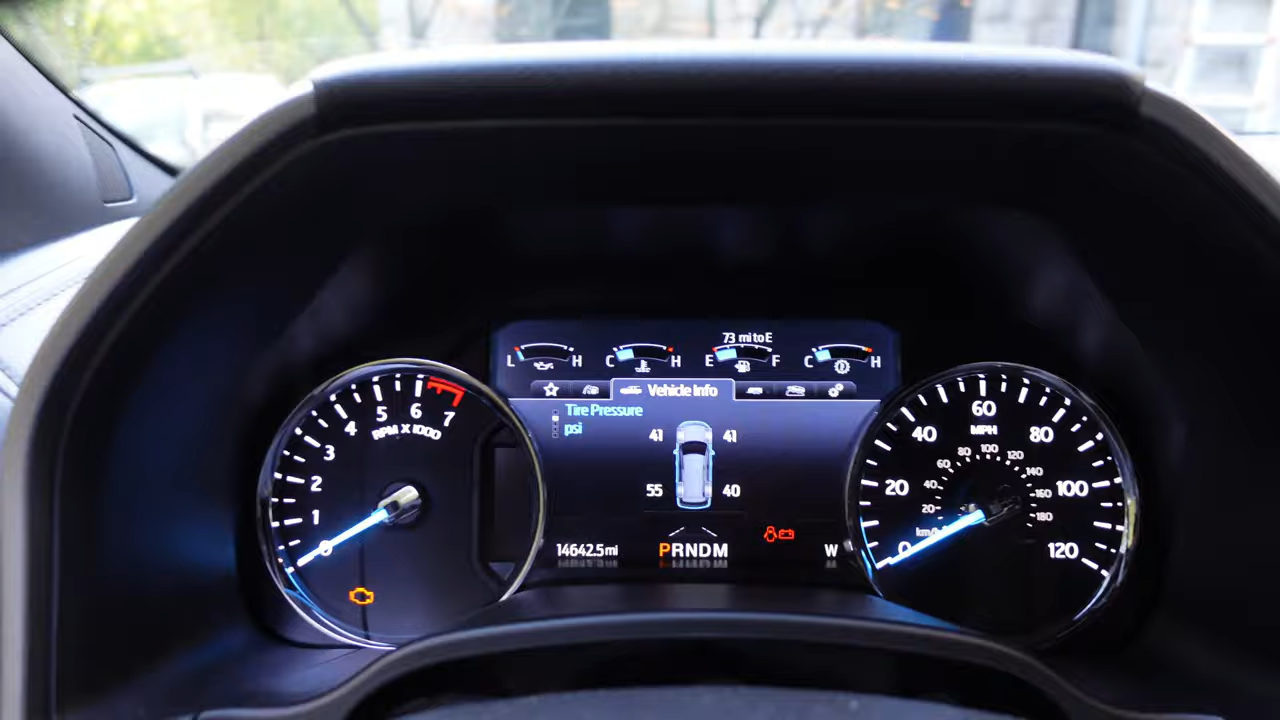 73 mi to E
L H C H E F C H
Vehicle Info
Tire Pressure
psi
41 41
55 40
14642.5 mi
PRNDM
W
0 1 2 3 4 5 6 7
RPM X 1000
0 20 40 60 80 100 120
MPH
20 40 60 80 100 120 140 160 180
km/h